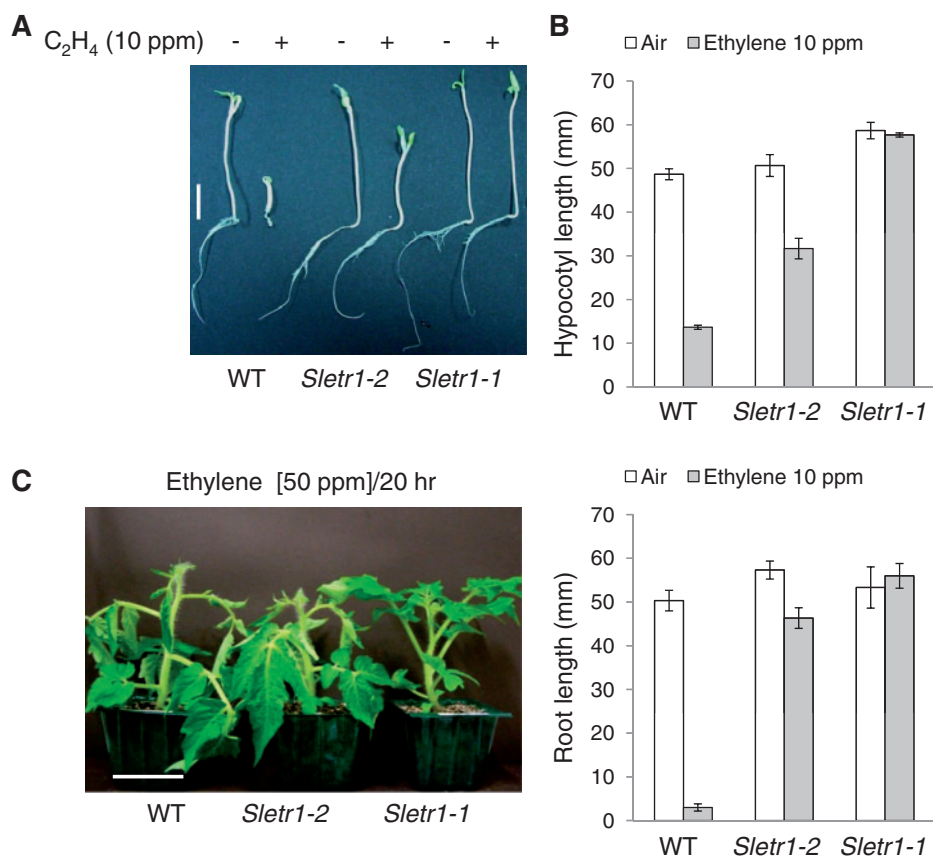 A
C₂H₄ (10 ppm) - + - + - +
WT Sletr1-2 Sletr1-1
B
Air Ethylene 10 ppm
Hypocotyl length (mm)
70
60
50
40
30
20
10
0
WT Sletr1-2 Sletr1-1
C
Ethylene [50 ppm]/20 hr
WT Sletr1-2 Sletr1-1
Air Ethylene 10 ppm
Root length (mm)
70
60
50
40
30
20
10
0
WT Sletr1-2 Sletr1-1